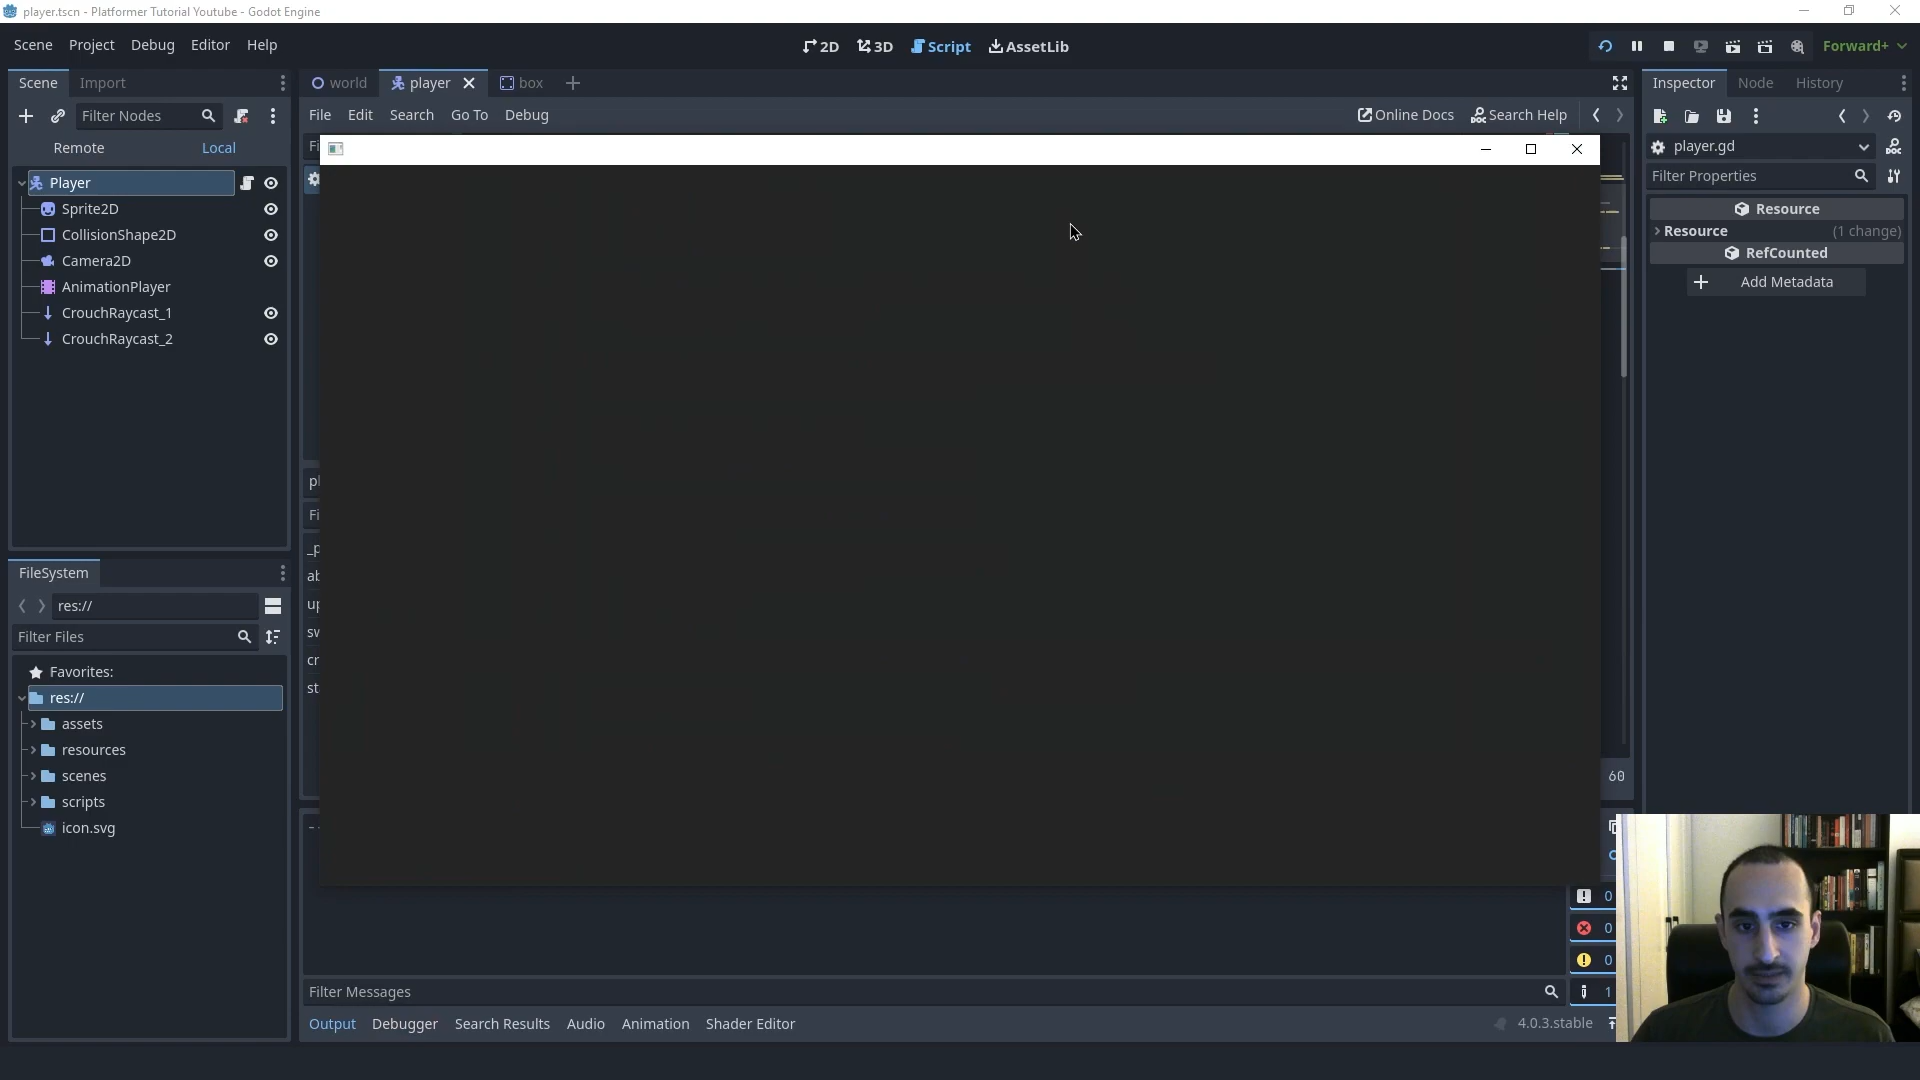 player.tscn - Platformer Tutorial Youtube - Godot Engine
Scene Project Debug Editor Help
2D 3D Script AssetLib
Forward+
Scene Import
world player box
Inspector Node History
Filter Nodes
File Edit Search Go To Debug
Online Docs Search Help
Remote Local
player.gd
Filter Properties
Player
Sprite2D
CollisionShape2D
Camera2D
AnimationPlayer
CrouchRaycast_1
CrouchRaycast_2
Resource
Resource (1 change)
RefCounted
Add Metadata
FileSystem
res://
Filter Files
Favorites:
res://
assets
resources
scenes
scripts
icon.svg
60
0
0
0
1
Filter Messages
Output Debugger Search Results Audio Animation Shader Editor
4.0.3.stable